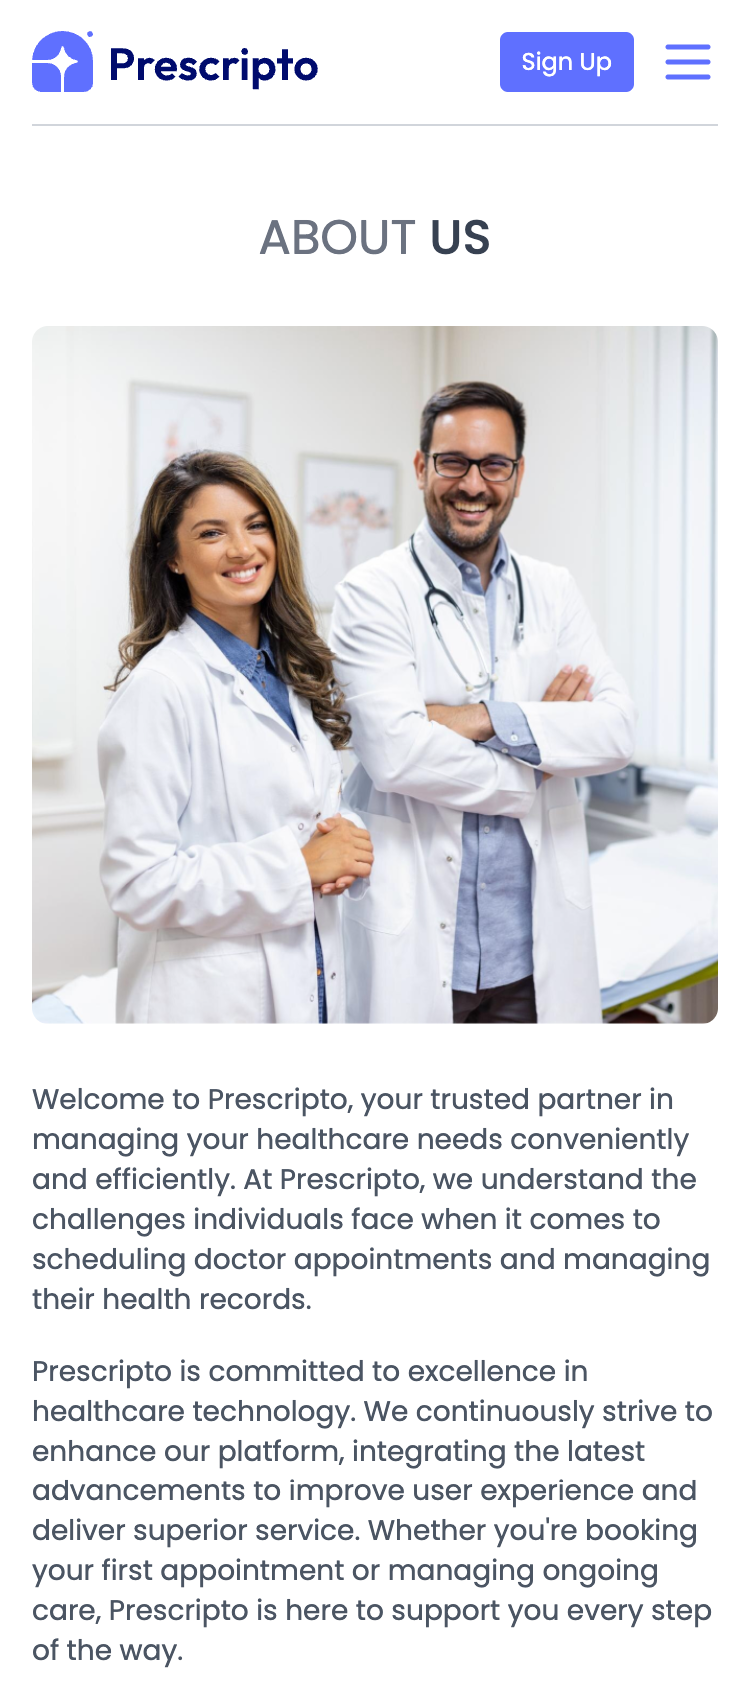 Prescripto
Sign Up
ABOUT US
Welcome to Prescripto, your trusted partner in
managing your healthcare needs conveniently
and efficiently. At Prescripto, we understand the
challenges individuals face when it comes to
scheduling doctor appointments and managing
their health records.
Prescripto is committed to excellence in
healthcare technology. We continuously strive to
enhance our platform, integrating the latest
advancements to improve user experience and
deliver superior service. Whether you're booking
your first appointment or managing ongoing
care, Prescripto is here to support you every step
of the way.